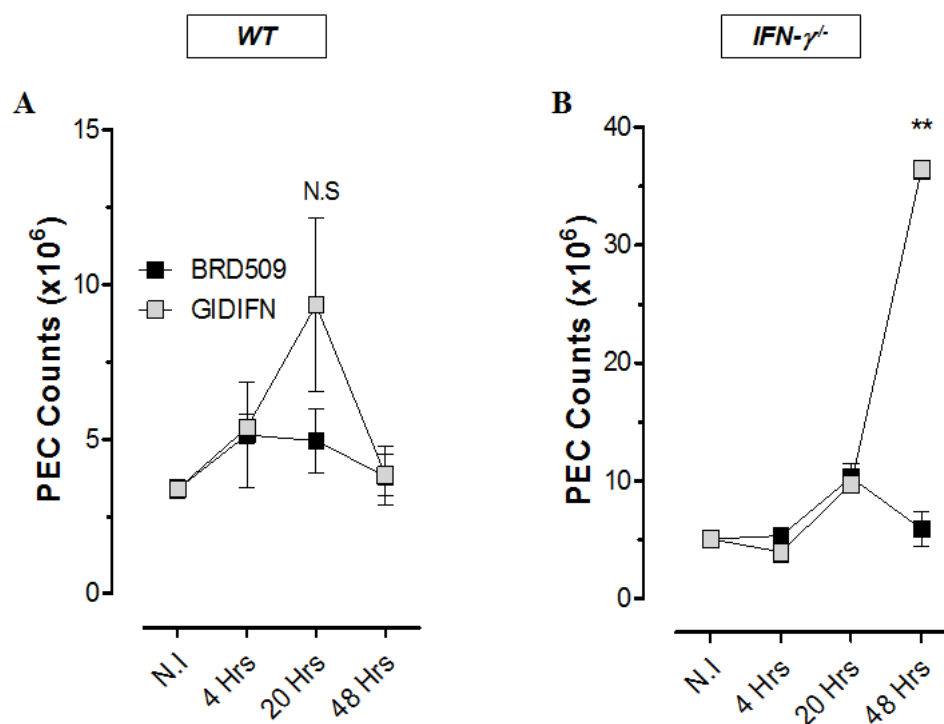 WT
IFN-γ/-
A
B
PEC Counts (x10⁶)
15
10
5
0
N.S
BRD509
GIDIFN
N.I
4 Hrs
20 Hrs
48 Hrs
PEC Counts (x10⁶)
40
30
20
10
0
**
N.I
4 Hrs
20 Hrs
48 Hrs